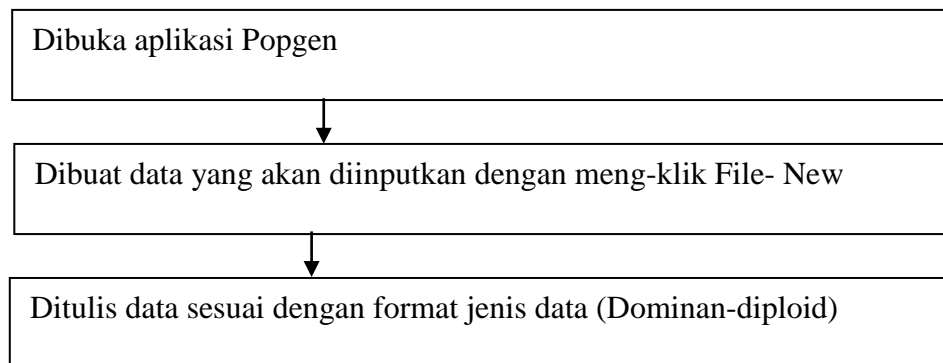 Dibuka aplikasi Popgen
Dibuat data yang akan diinputkan dengan meng-klik File- New
Ditulis data sesuai dengan format jenis data (Dominan-diploid)